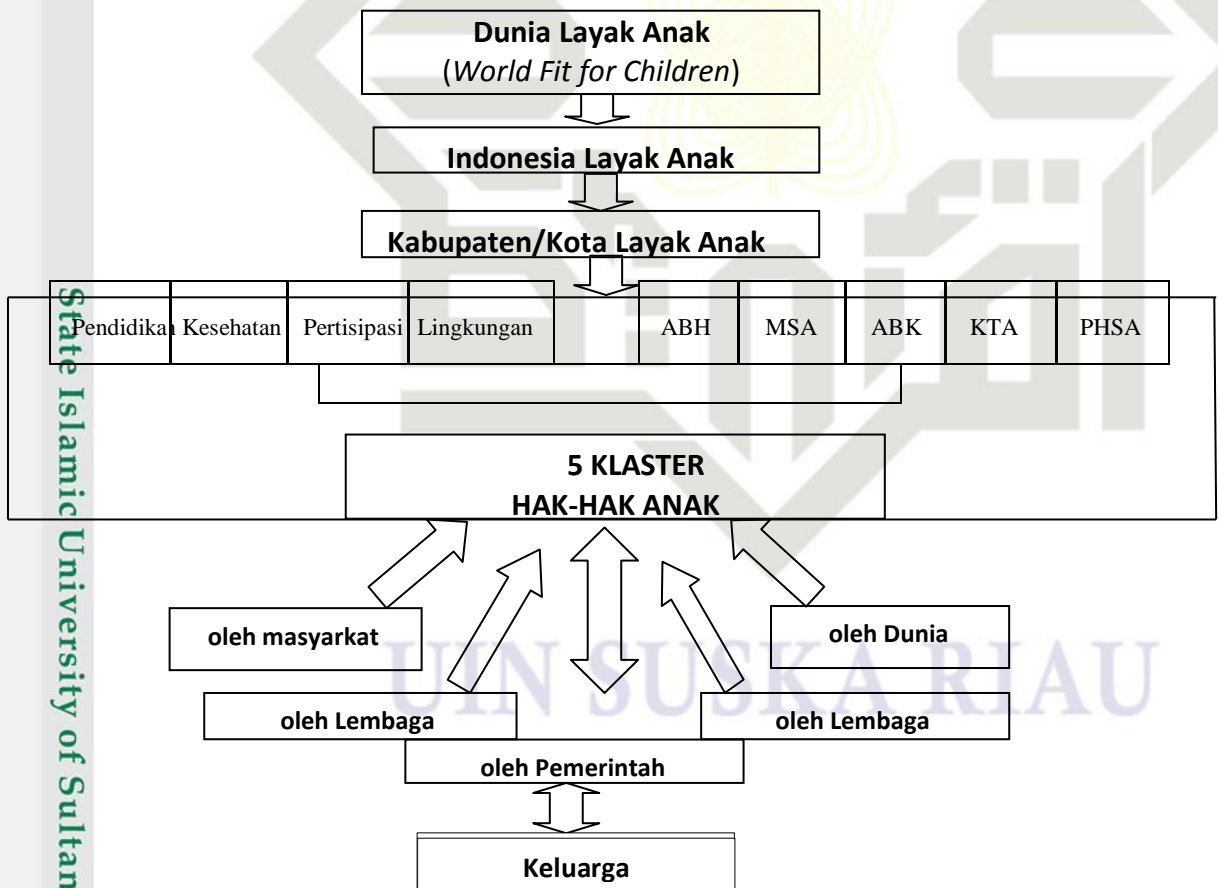 Dunia Layak Anak
(World Fit for Children)
Indonesia Layak Anak
Kabupaten/Kota Layak Anak
Pendidikan Kesehatan Pertisipasi Lingkungan ABH MSA ABK KTA PHSA
5 KLASTER
HAK-HAK ANAK
oleh masyarkat
oleh Dunia
oleh Lembaga
oleh Lembaga
oleh Pemerintah
Keluarga
State Islamic University of Sultan
UIN SUSKA RIAU